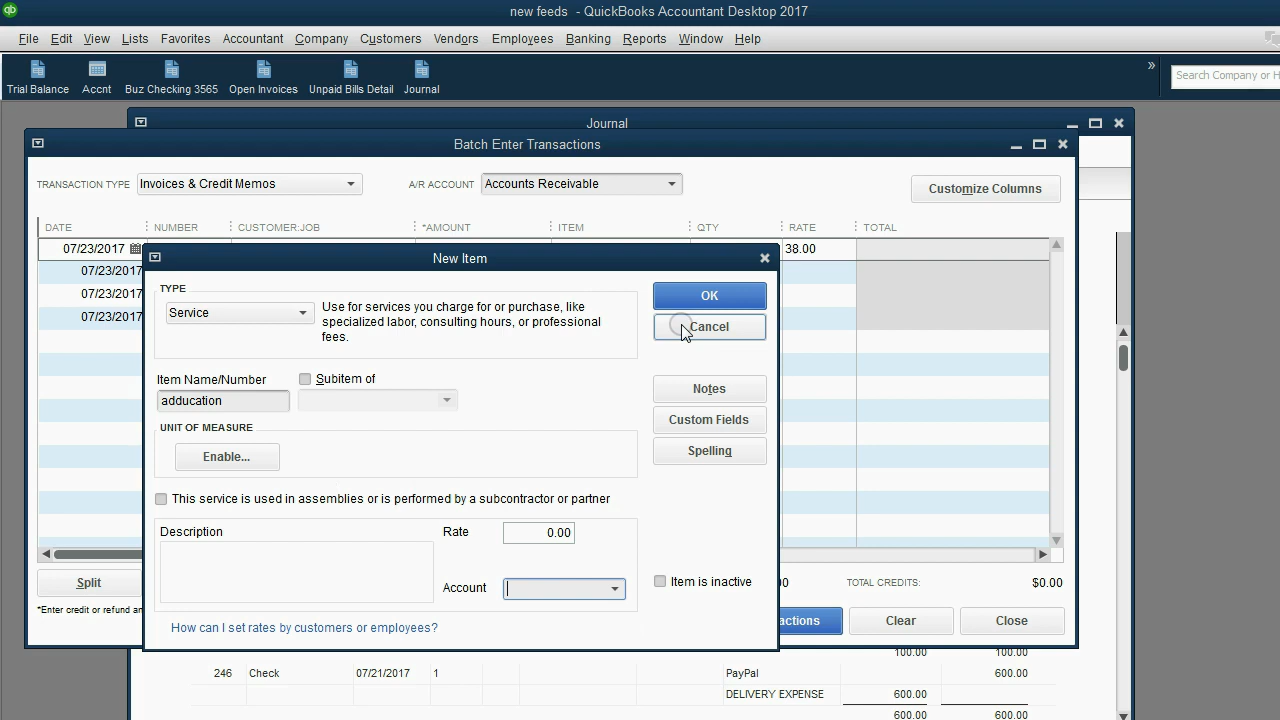 qb
new feeds - QuickBooks Accountant Desktop 2017
File Edit View Lists Favorites Accountant Company Customers Vendors Employees Banking Reports Window Help
Trial Balance Accnt Buz Checking 3565 Open Invoices Unpaid Bills Detail Journal » Search Company or H
Journal
Batch Enter Transactions
TRANSACTION TYPE Invoices & Credit Memos A/R ACCOUNT Accounts Receivable Customize Columns
DATE NUMBER CUSTOMER:JOB *AMOUNT ITEM QTY RATE TOTAL
07/23/2017 38.00
07/23/2017
07/23/2017
07/23/2017
New Item
TYPE
Service
Use for services you charge for or purchase, like
specialized labor, consulting hours, or professional
fees.
OK
Cancel
Item Name/Number Subitem of
adducation
Notes
Custom Fields
Spelling
UNIT OF MEASURE
Enable...
This service is used in assemblies or is performed by a subcontractor or partner
Description Rate 0.00
Account Item is inactive
How can I set rates by customers or employees?
Split
*Enter credit or refund
TOTAL CREDITS: $0.00
actions Clear Close
100.00 100.00
246 Check 07/21/2017 1 PayPal 600.00
DELIVERY EXPENSE 600.00
600.00 600.00